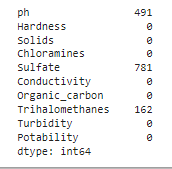 ph 491
Hardness 0
Solids 0
Chloramines 0
Sulfate 781
Conductivity 0
Organic_carbon 0
Trihalomethanes 162
Turbidity 0
Potability 0
dtype: int64